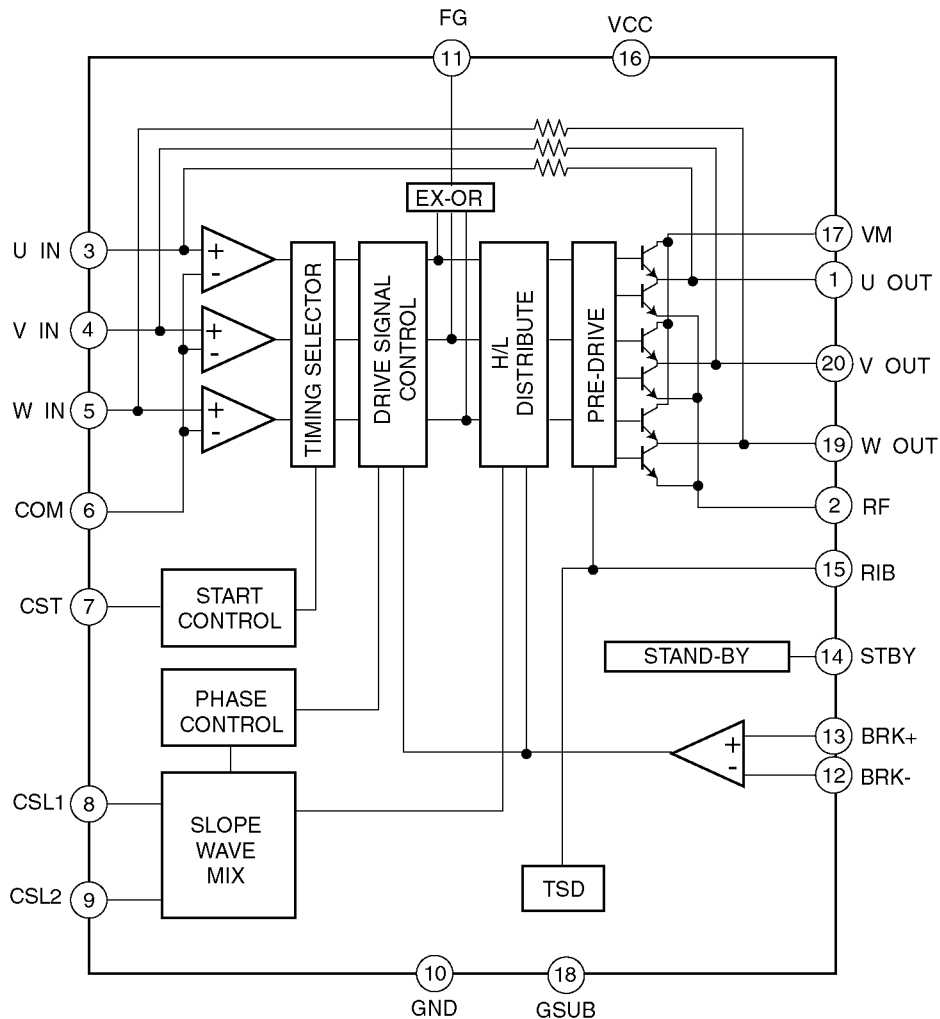 FG
VCC
11
16
EX-OR
U IN 3
+
-
V IN 4
+
-
W IN 5
+
-
COM
6
TIMING SELECTOR
DRIVE SIGNAL
CONTROL
H/L
DISTRIBUTE
PRE-DRIVE
17 VM
1 U OUT
20 V OUT
19 W OUT
2 RF
15 RIB
CST 7
START
CONTROL
STAND-BY
14 STBY
PHASE
CONTROL
+
-
13 BRK+
12 BRK-
CSL1 8
SLOPE
WAVE
MIX
CSL2 9
TSD
10
18
GND
GSUB